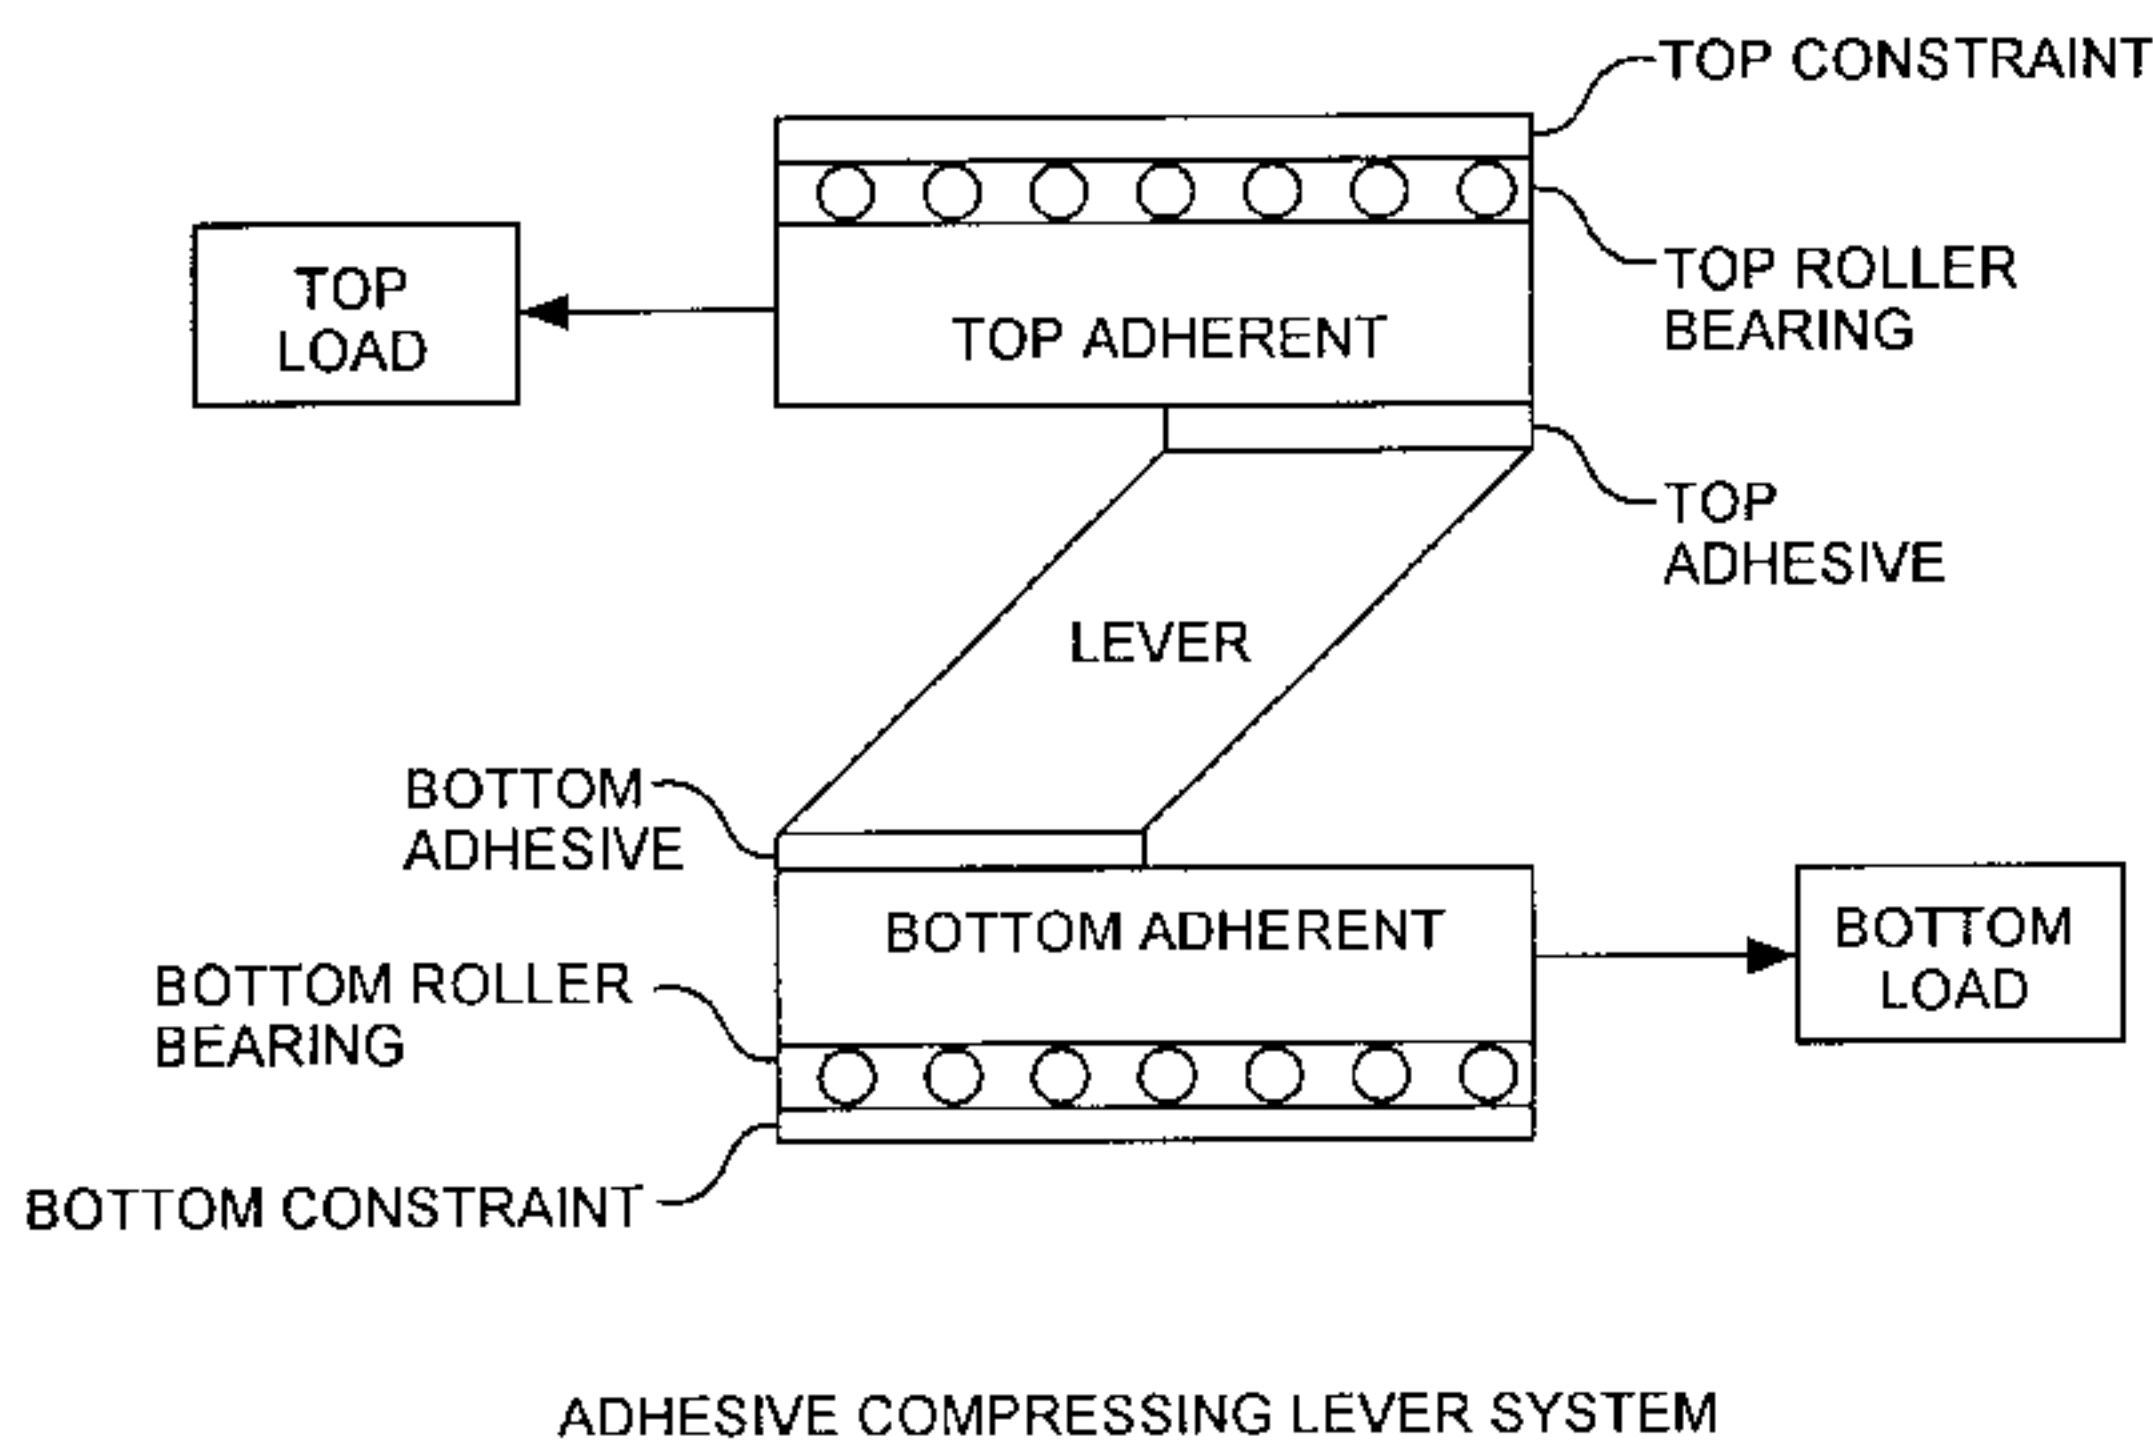 TOP CONSTRAINT
TOP ROLLER
BEARING
TOP
LOAD
TOP ADHERENT
TOP
ADHESIVE
LEVER
BOTTOM
ADHESIVE
BOTTOM ADHERENT
BOTTOM
LOAD
BOTTOM ROLLER
BEARING
BOTTOM CONSTRAINT
ADHESIVE COMPRESSING LEVER SYSTEM